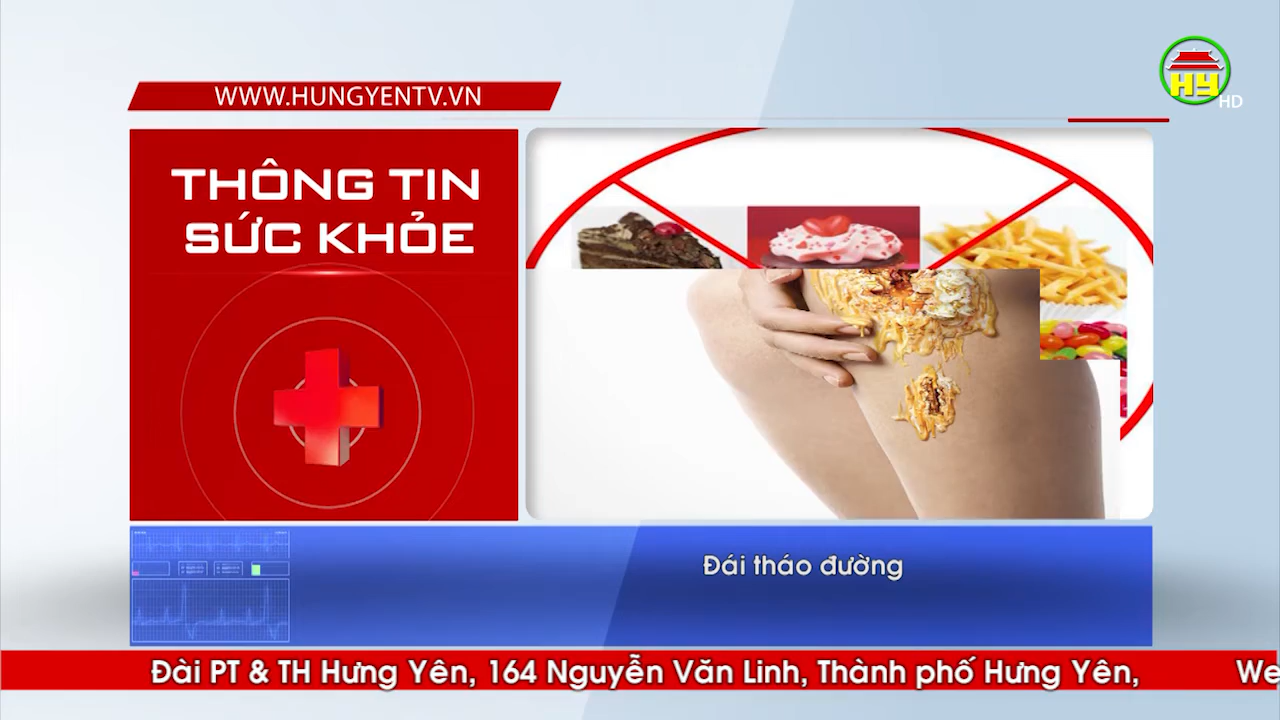 WWW.HUNGYENTV.VN
HY
HD
THÔNG TIN
SỨC KHỎE
Đái tháo đường
Đài PT & TH Hưng Yên, 164 Nguyễn Văn Linh, Thành phố Hưng Yên, We